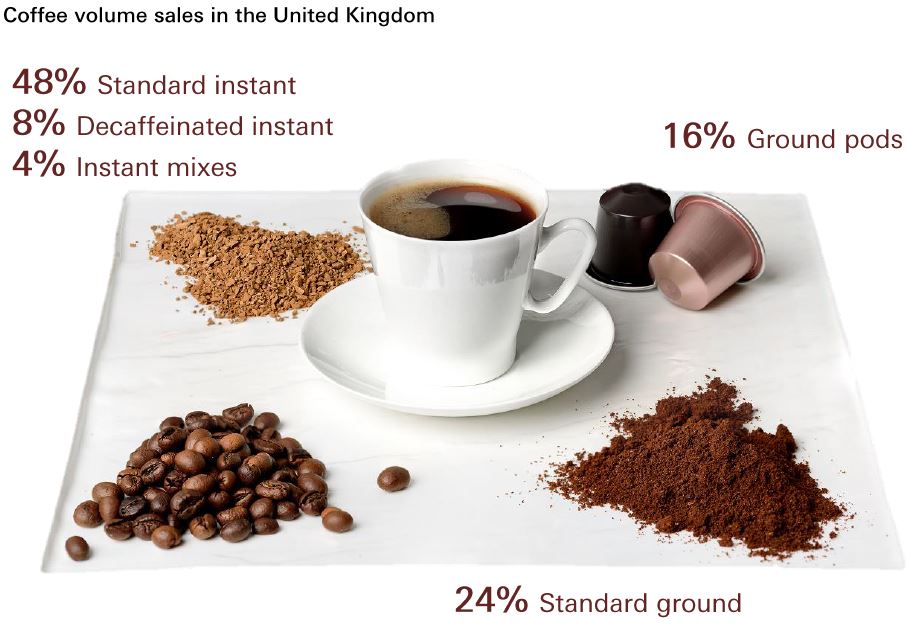 Coffee volume sales in the United Kingdom
48% Standard instant
8% Decaffeinated instant
4% Instant mixes
16% Ground pods
24% Standard ground